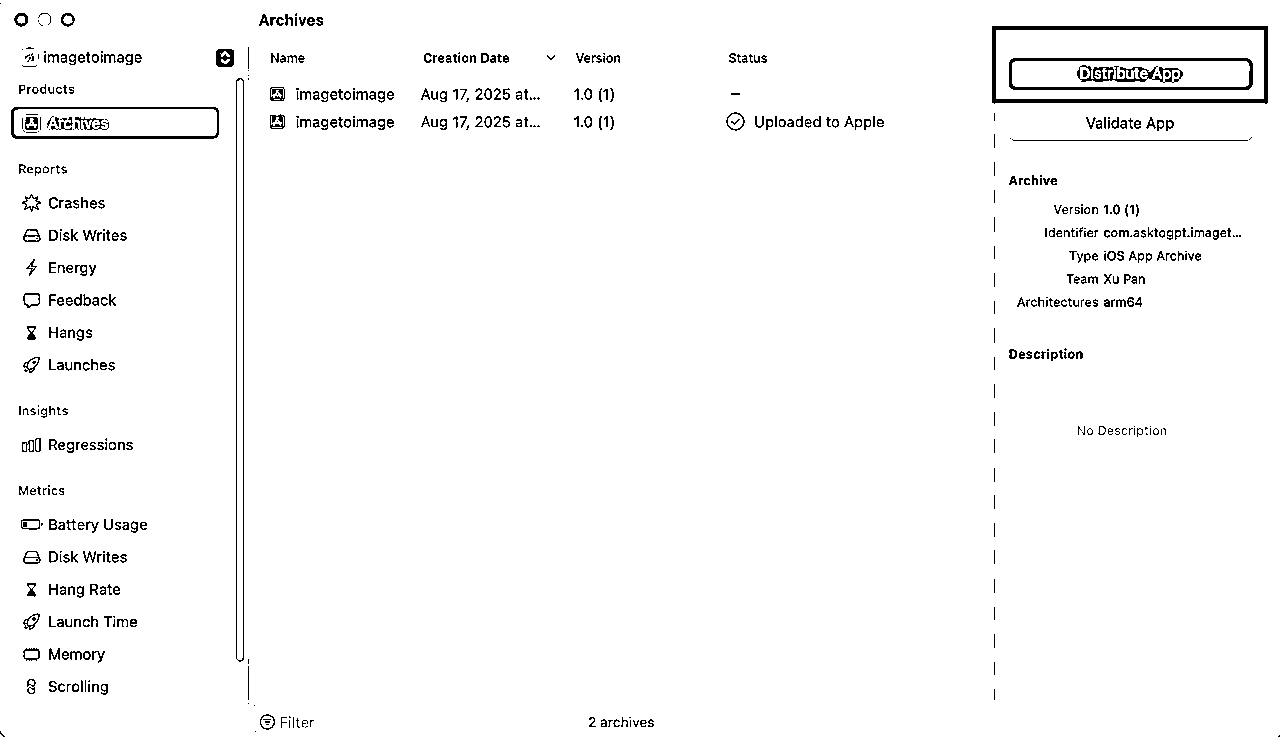 Archives
imagetoimage
Products
Archives
Reports
Crashes
Disk Writes
Energy
Feedback
Hangs
Launches
Insights
Regressions
Metrics
Battery Usage
Disk Writes
Hang Rate
Launch Time
Memory
Scrolling
Name Creation Date Version Status
imagetoimage Aug 17, 2025 at... 1.0 (1) –
imagetoimage Aug 17, 2025 at... 1.0 (1) Uploaded to Apple
Filter
2 archives
Distribute App
Validate App
Archive
Version 1.0 (1)
Identifier com.asktogpt.imaget...
Type iOS App Archive
Team Xu Pan
Architectures arm64
Description
No Description